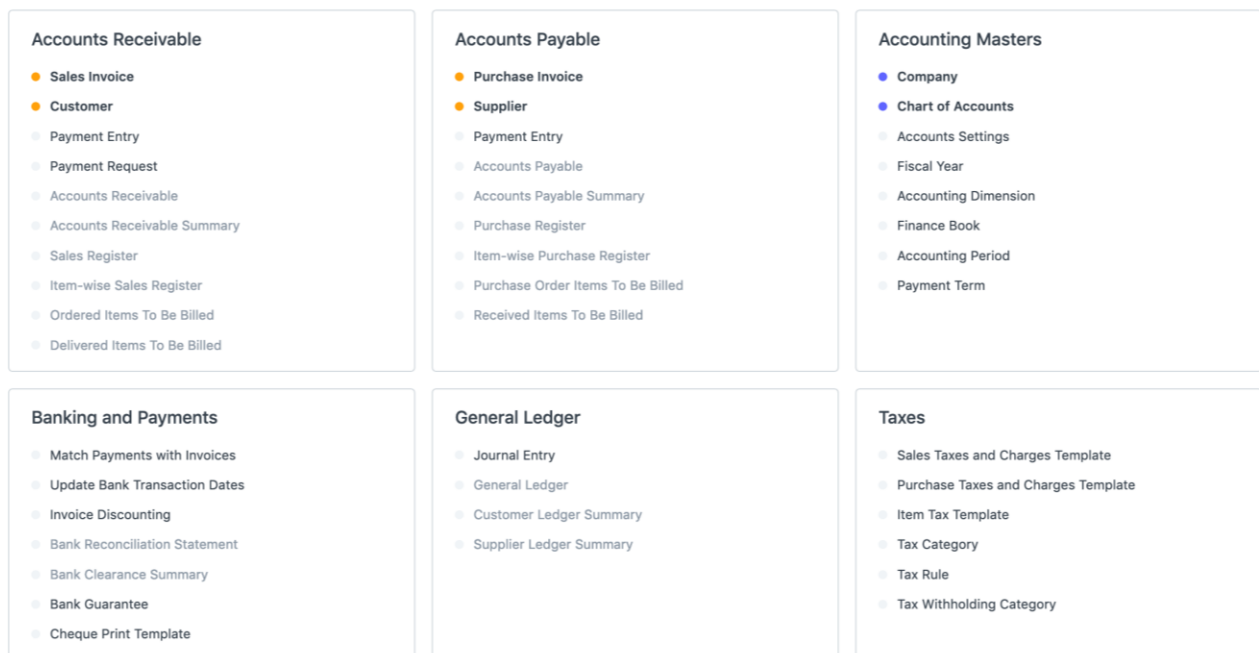 Accounts Receivable
Sales Invoice
Customer
Payment Entry
Payment Request
Accounts Receivable
Accounts Receivable Summary
Sales Register
Item-wise Sales Register
Ordered Items To Be Billed
Delivered Items To Be Billed
Accounts Payable
Purchase Invoice
Supplier
Payment Entry
Accounts Payable
Accounts Payable Summary
Purchase Register
Item-wise Purchase Register
Purchase Order Items To Be Billed
Received Items To Be Billed
Accounting Masters
Company
Chart of Accounts
Accounts Settings
Fiscal Year
Accounting Dimension
Finance Book
Accounting Period
Payment Term
Banking and Payments
Match Payments with Invoices
Update Bank Transaction Dates
Invoice Discounting
Bank Reconciliation Statement
Bank Clearance Summary
Bank Guarantee
Cheque Print Template
General Ledger
Journal Entry
General Ledger
Customer Ledger Summary
Supplier Ledger Summary
Taxes
Sales Taxes and Charges Template
Purchase Taxes and Charges Template
Item Tax Template
Tax Category
Tax Rule
Tax Withholding Category